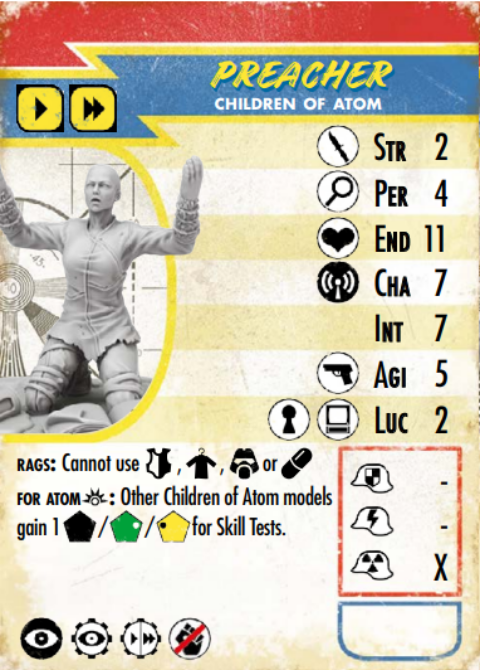 PREACHER
CHILDREN OF ATOM
STR 2
PER 4
END 11
CHA 7
INT 7
AGI 5
LUC 2
RAGS: Cannot use , , or
FOR ATOM : Other Children of Atom models
gain 1 / / for Skill Tests.
-
-
X